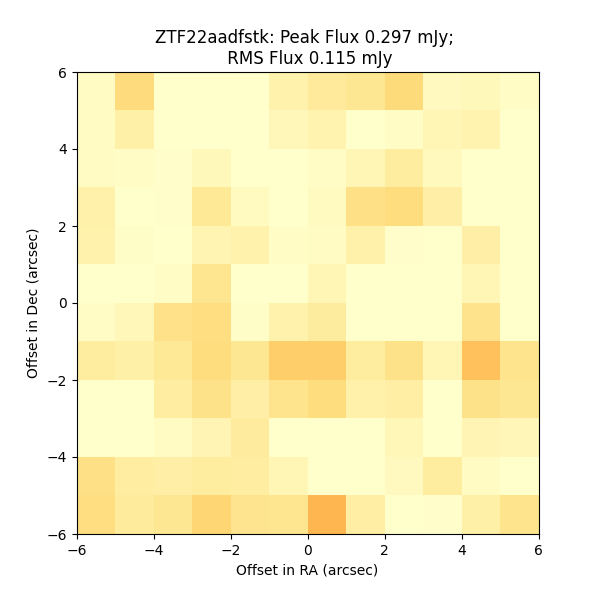 ZTF22aadfstk: Peak Flux 0.297 mJy;
RMS Flux 0.115 mJy
6
4
2
0
−2
−4
−6
Offset in Dec (arcsec)
−6 −4 −2 0 2 4 6
Offset in RA (arcsec)